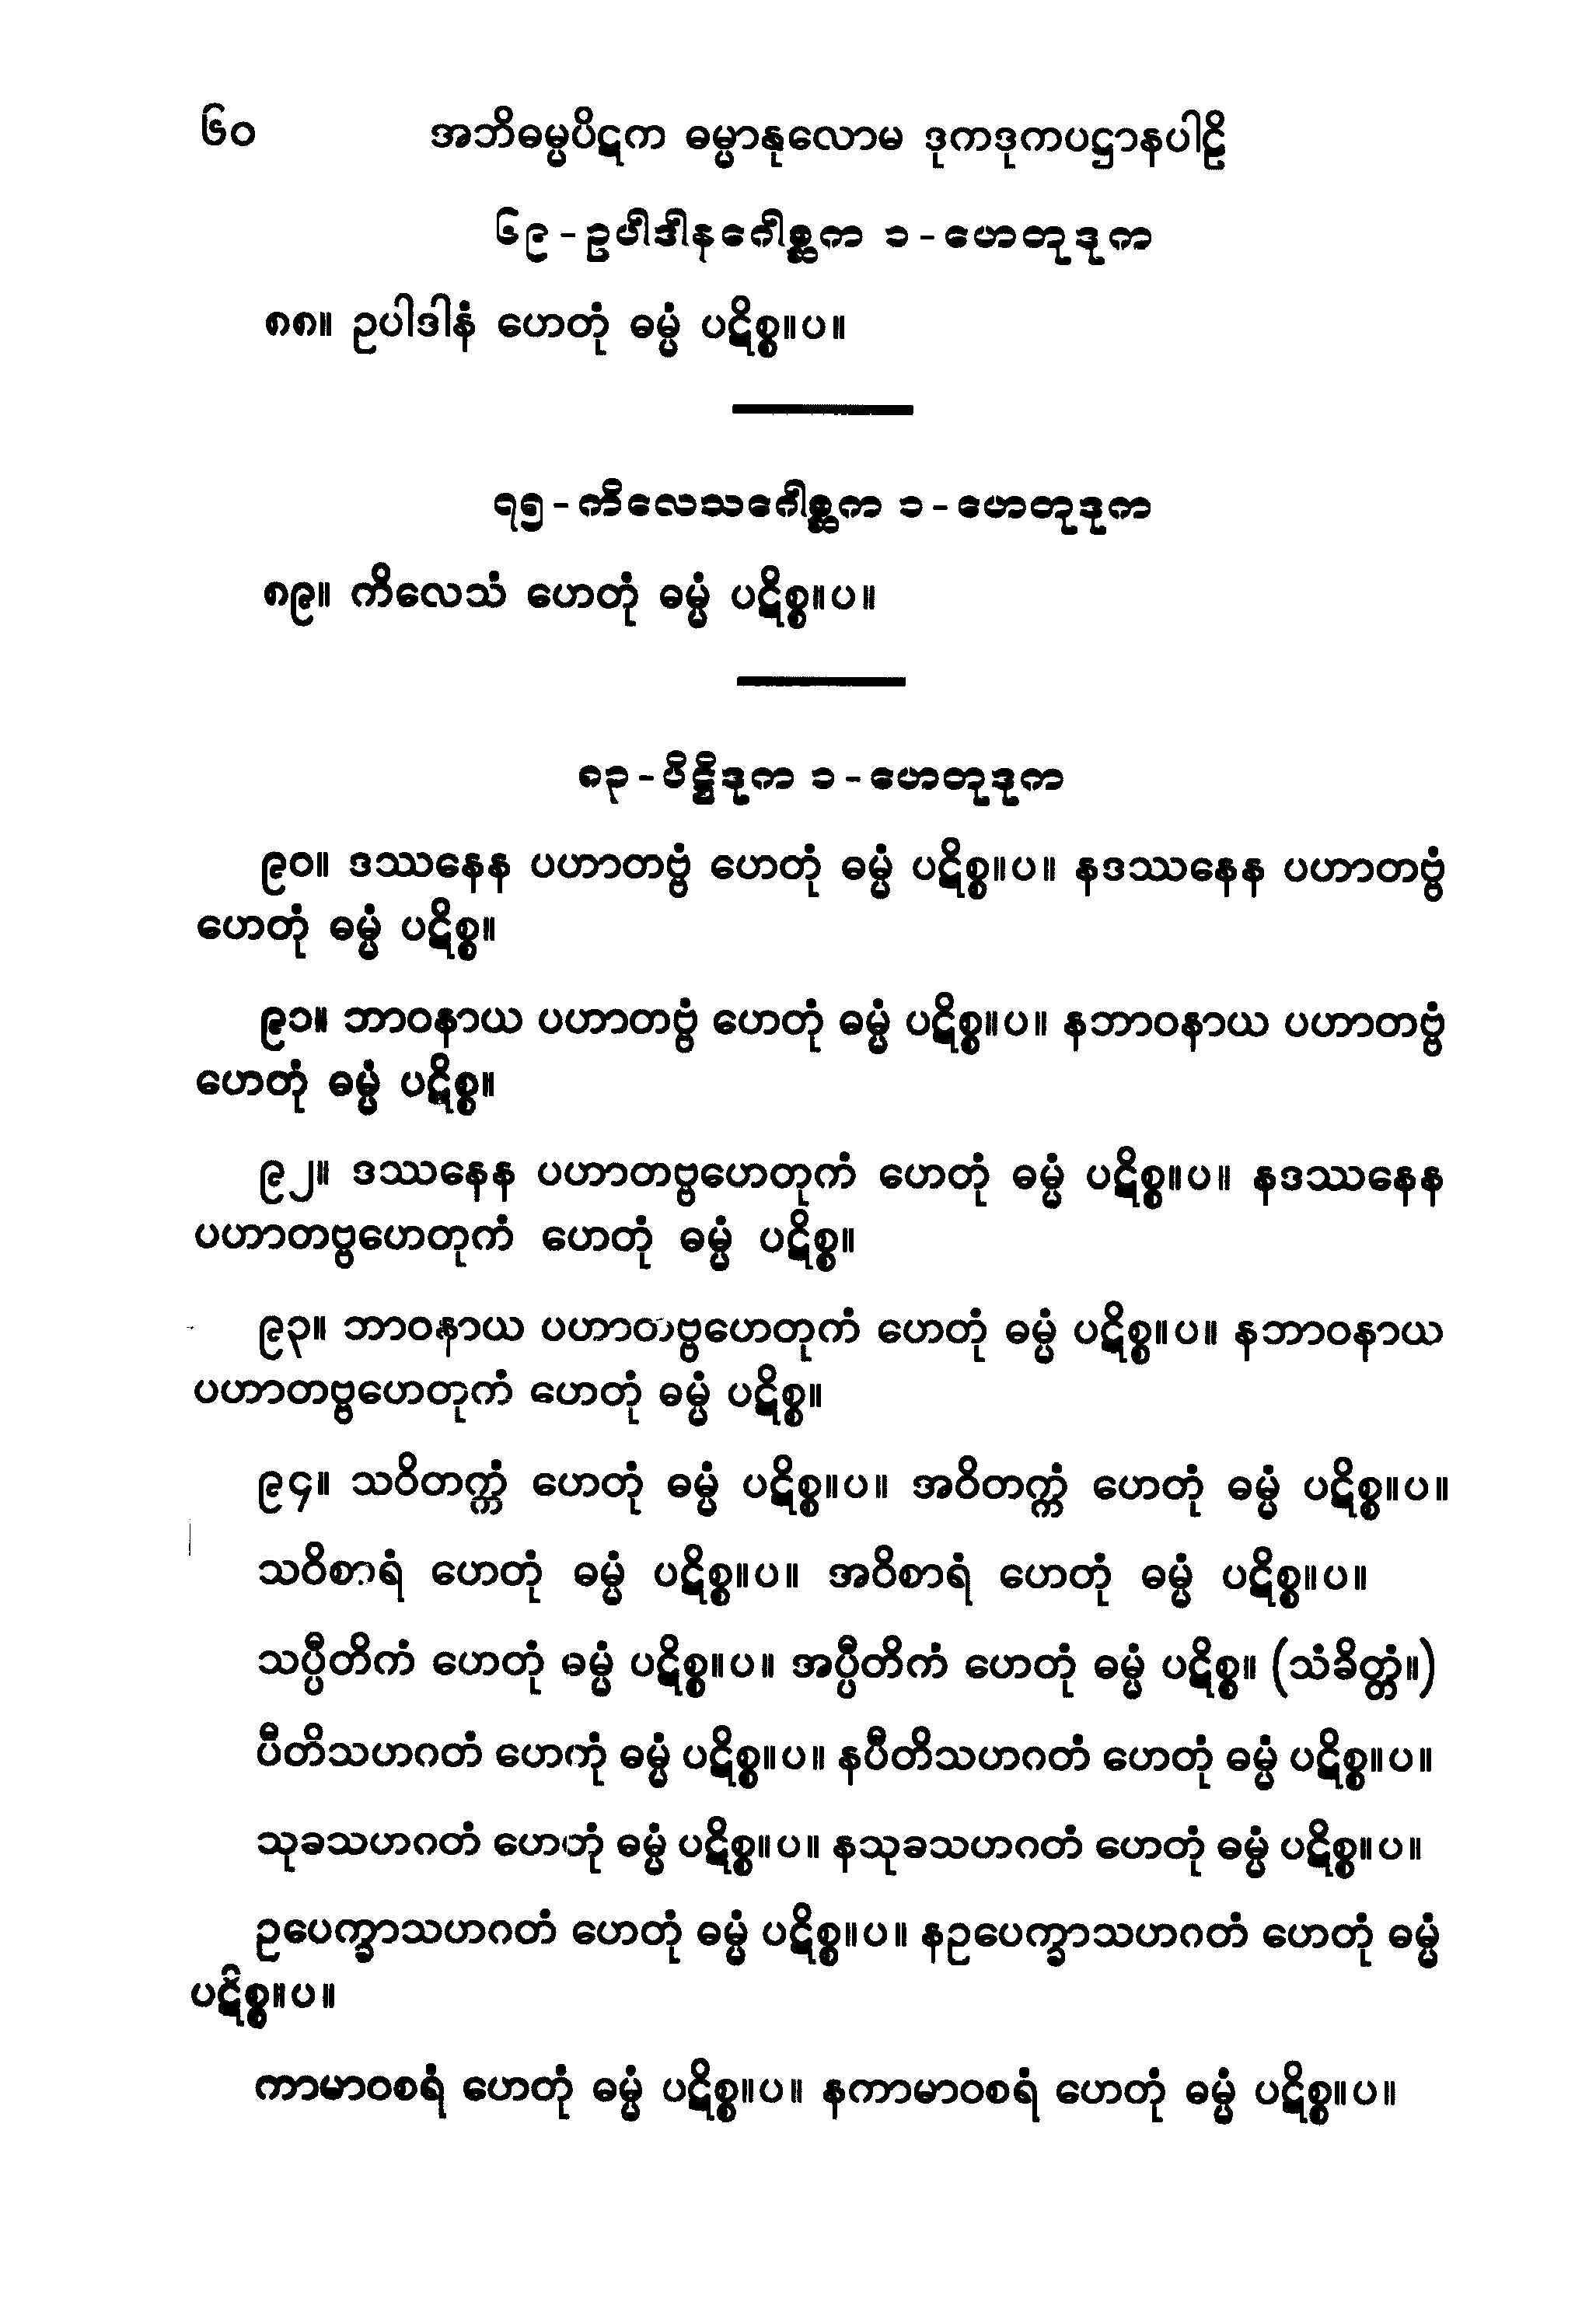 ၆၀ အဘိဓမ္မပိဋက ဓမ္မာနုလောမ ဒုကဒုကပဋ္ဌာနပါဠိ
၆၉-ဥပါဒါနဂေါစ္ဆက ၁-ဟေတုဒုက
၈၈။ ဥပါဒါနံ ဟေတုံ ဓမ္မံ ပဋိစ္စ။ပ။
၇၅-ကိလေသဂေါစ္ဆက ၁-ဟေတုဒုက
၈၉။ ကိလေသံ ဟေတုံ ဓမ္မံ ပဋိစ္စ။ပ။
၈၃-ပိဋ္ဌိဒုက ၁-ဟေတုဒုက
၉၀။ ဒဿနေန ပဟာတဗ္ဗံ ဟေတုံ ဓမ္မံ ပဋိစ္စ။ပ။ နဒဿနေန ပဟာတဗ္ဗံ
ဟေတုံ ဓမ္မံ ပဋိစ္စ။
၉၁။ ဘာဝနာယ ပဟာတဗ္ဗံ ဟေတုံ ဓမ္မံ ပဋိစ္စ။ပ။ နဘာဝနာယ ပဟာတဗ္ဗံ
ဟေတုံ ဓမ္မံ ပဋိစ္စ။
၉၂။ ဒဿနေန ပဟာတဗ္ဗဟေတုကံ ဟေတုံ ဓမ္မံ ပဋိစ္စ။ပ။ နဒဿနေန
ပဟာတဗ္ဗဟေတုကံ ဟေတုံ ဓမ္မံ ပဋိစ္စ။
၉၃။ ဘာဝနာယ ပဟာတဗ္ဗဟေတုကံ ဟေတုံ ဓမ္မံ ပဋိစ္စ။ပ။ နဘာဝနာယ
ပဟာတဗ္ဗဟေတုကံ ဟေတုံ ဓမ္မံ ပဋိစ္စ။
၉၄။ သဝိတက္ကံ ဟေတုံ ဓမ္မံ ပဋိစ္စ။ပ။ အဝိတက္ကံ ဟေတုံ ဓမ္မံ ပဋိစ္စ။ပ။
သဝိစာရံ ဟေတုံ ဓမ္မံ ပဋိစ္စ။ပ။ အဝိစာရံ ဟေတုံ ဓမ္မံ ပဋိစ္စ။ပ။
သပ္ပီတိကံ ဟေတုံ ဓမ္မံ ပဋိစ္စ။ပ။ အပ္ပီတိကံ ဟေတုံ ဓမ္မံ ပဋိစ္စ။ (သံခိတ္တံ။)
ပီတိသဟဂတံ ဟေတုံ ဓမ္မံ ပဋိစ္စ။ပ။ နပီတိသဟဂတံ ဟေတုံ ဓမ္မံ ပဋိစ္စ။ပ။
သုခသဟဂတံ ဟေတုံ ဓမ္မံ ပဋိစ္စ။ပ။ နသုခသဟဂတံ ဟေတုံ ဓမ္မံ ပဋိစ္စ။ပ။
ဥပေက္ခာသဟဂတံ ဟေတုံ ဓမ္မံ ပဋိစ္စ။ပ။ နဥပေက္ခာသဟဂတံ ဟေတုံ ဓမ္မံ
ပဋိစ္စ။ပ။
ကာမာဝစရံ ဟေတုံ ဓမ္မံ ပဋိစ္စ။ပ။ နကာမာဝစရံ ဟေတုံ ဓမ္မံ ပဋိစ္စ။ပ။